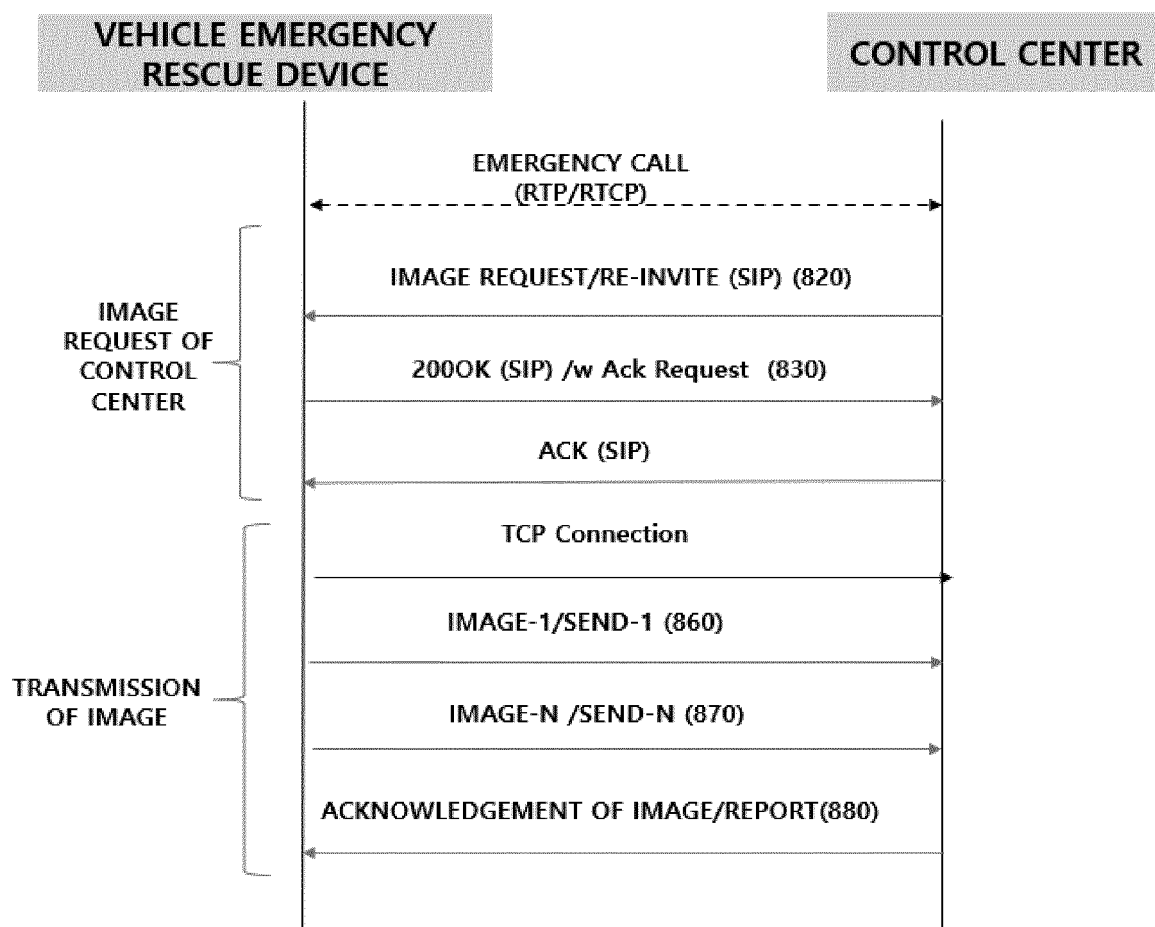 VEHICLE EMERGENCY
RESCUE DEVICE
CONTROL CENTER
EMERGENCY CALL
(RTP/RTCP)
IMAGE REQUEST/RE-INVITE (SIP) (820)
IMAGE
REQUEST OF
CONTROL
CENTER
200OK (SIP) /w Ack Request (830)
ACK (SIP)
TCP Connection
IMAGE-1/SEND-1 (860)
TRANSMISSION
OF IMAGE
IMAGE-N /SEND-N (870)
ACKNOWLEDGEMENT OF IMAGE/REPORT(880)